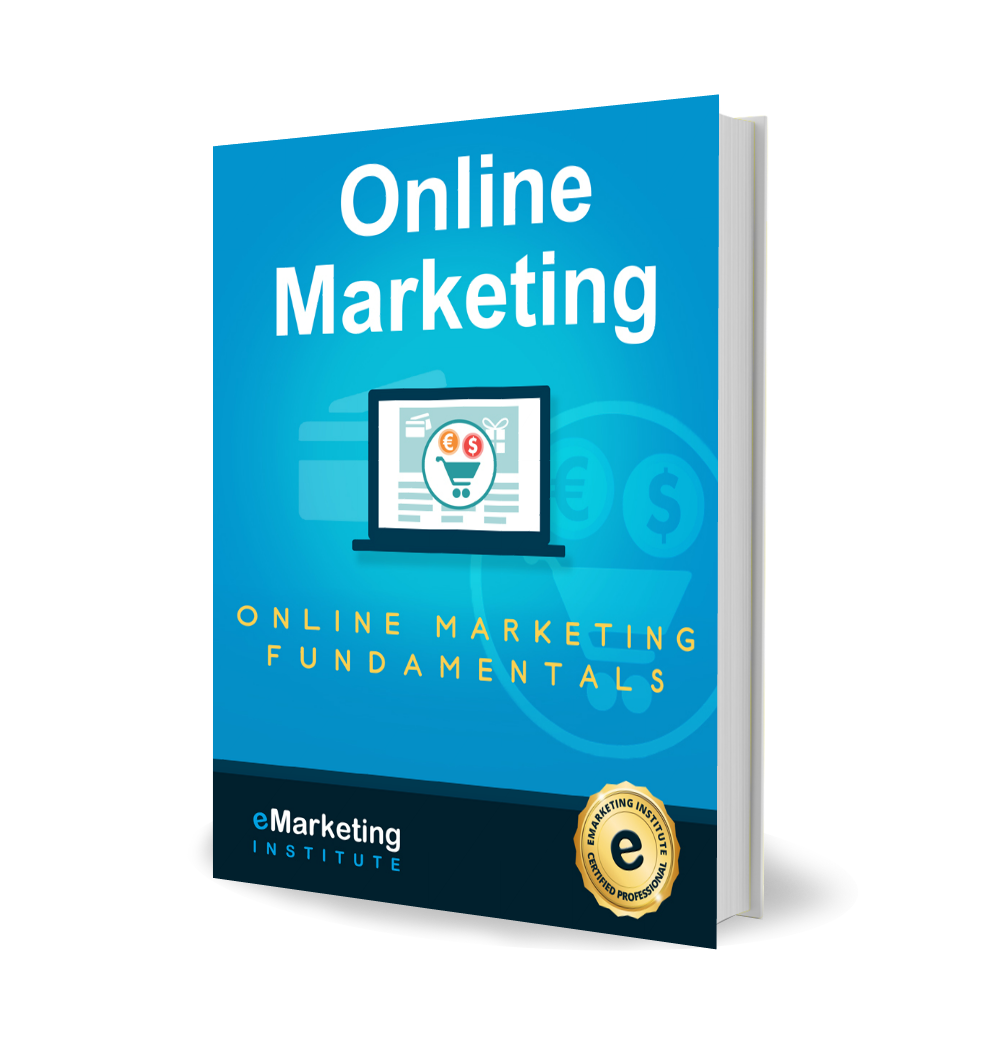 Online
Marketing
€ $
€ $
ONLINE MARKETING
FUNDAMENTALS
eMarketing
INSTITUTE
EMARKETING INSTITUTE
e
CERTIFIED PROFESSIONAL